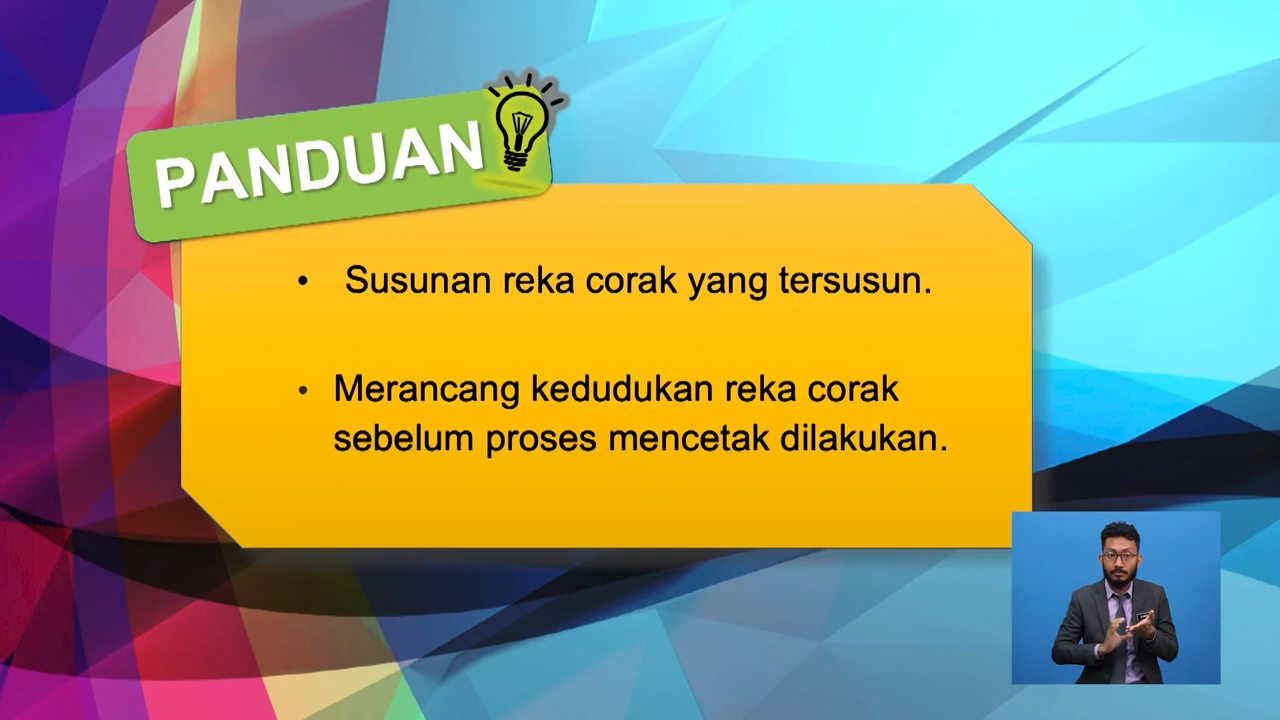 PANDUAN
• Susunan reka corak yang tersusun.
• Merancang kedudukan reka corak
sebelum proses mencetak dilakukan.